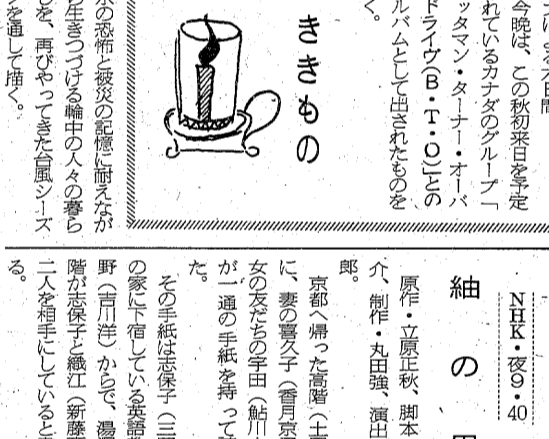 今晩は、この秋初来日を予定
れているカナダのグループ「
ッタマン・ターナー・オーバ
ドライヴ(B・T・O)」との
ルバムとして出されたものを
く。
ききもの
の恐怖と被災の記憶に耐えなが
生きつづける輪中の人々の暮ら
を、再びやってきた台風シーズ
を通して描く。
NHK・夜9・40
紬の
原作・立原正秋、脚本
介、制作・丸田強、演出
郎。
京都へ帰った高階(土
に、妻の喜久子(香月京
女の友だちの宇田(鮎川
が一通の手紙を持って
た。
その手紙は志保子(三
の家に下宿している英語
野(吉川洋)からで、湯
階が志保子と織江(新藤
二人を相手にしていると
る。